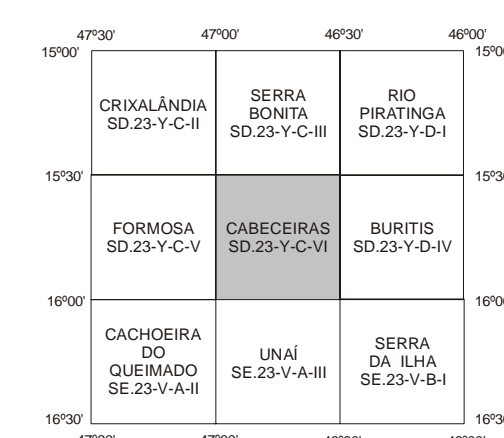 47º30' 47º00' 46º30' 46º00'
15º00'
CRIXALÂNDIA
SD.23-Y-C-II
SERRA
BONITA
SD.23-Y-C-III
RIO
PIRATINGA
SD.23-Y-D-I
15º30'
FORMOSA
SD.23-Y-C-V
CABECEIRAS
SD.23-Y-C-VI
BURITIS
SD.23-Y-D-IV
16º00'
CACHOEIRA
DO
QUEIMADO
SE.23-V-A-II
UNAÍ
SE.23-V-A-III
SERRA
DA ILHA
SE.23-V-B-I
16º30'